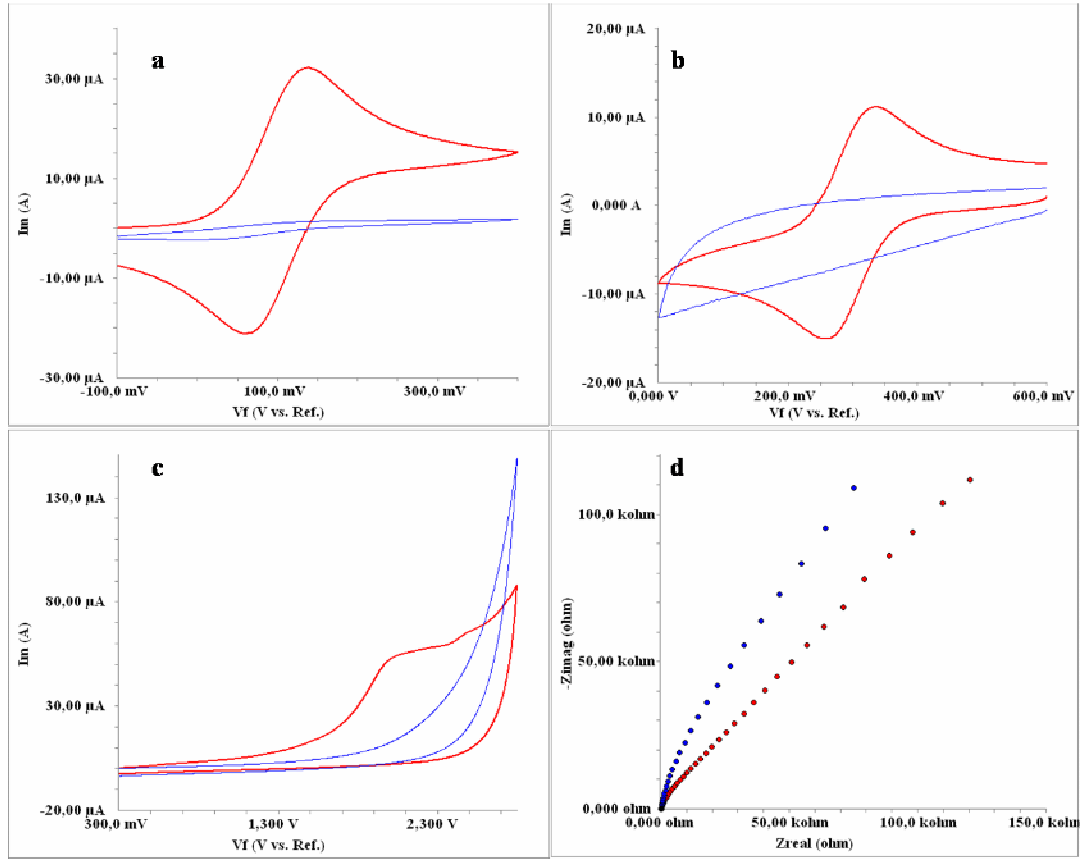 a
30,00 µA
10,00 µA
-10,00 µA
-30,00 µA
-100,0 mV
100,0 mV
300,0 mV
Im (A)
Vf (V vs. Ref.)
b
20,00 µA
10,00 µA
0,000 A
-10,00 µA
-20,00 µA
0,000 V
200,0 mV
400,0 mV
600,0 mV
Im (A)
Vf (V vs. Ref.)
c
130,0 µA
80,00 µA
30,00 µA
-20,00 µA
300,0 mV
1,300 V
2,300 V
Im (A)
Vf (V vs. Ref.)
d
100,0 kohm
50,00 kohm
0,000 ohm
0,000 ohm
50,00 kohm
100,0 kohm
150,0 k
-Zimag (ohm)
Zreal (ohm)